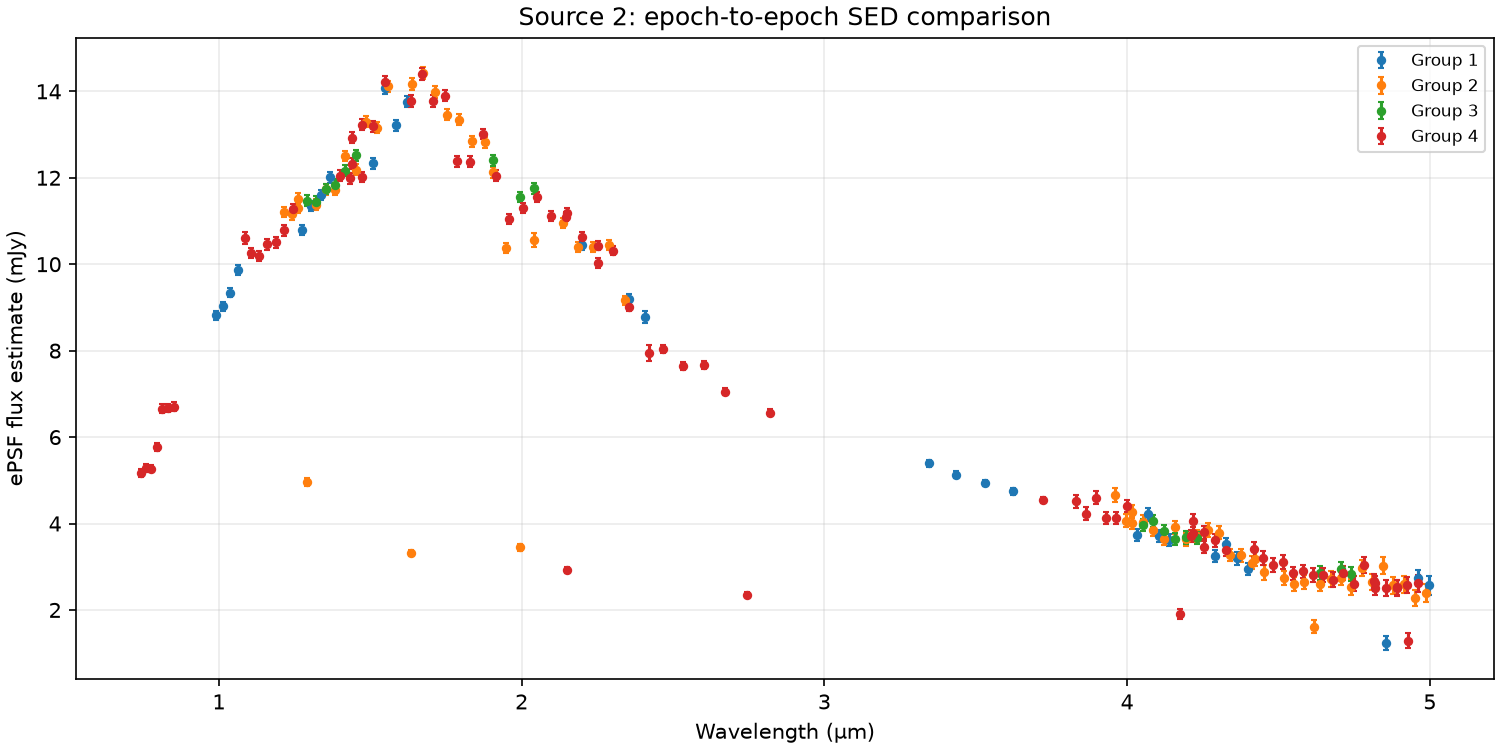 Source 2: epoch-to-epoch SED comparison
ePSF flux estimate (mJy)
14
12
10
8
6
4
2
Group 1
Group 2
Group 3
Group 4
1 2 3 4 5
Wavelength (µm)